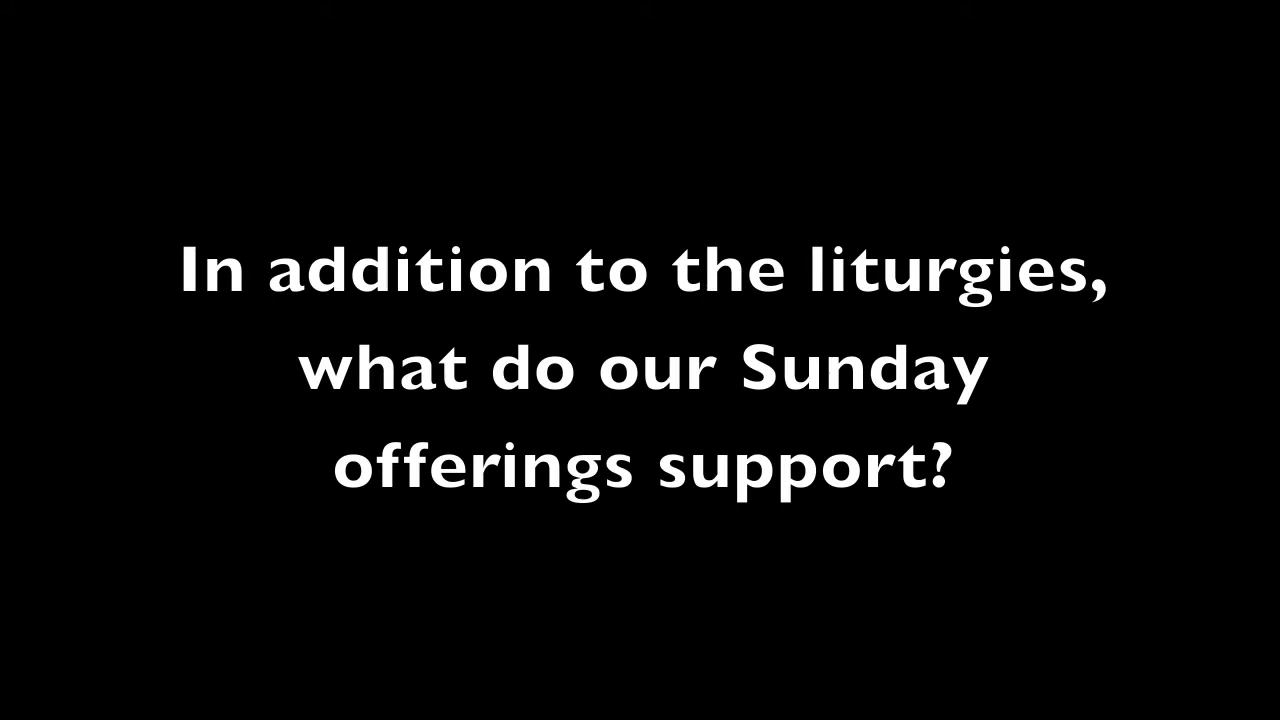 In addition to the liturgies,
what do our Sunday
offerings support?